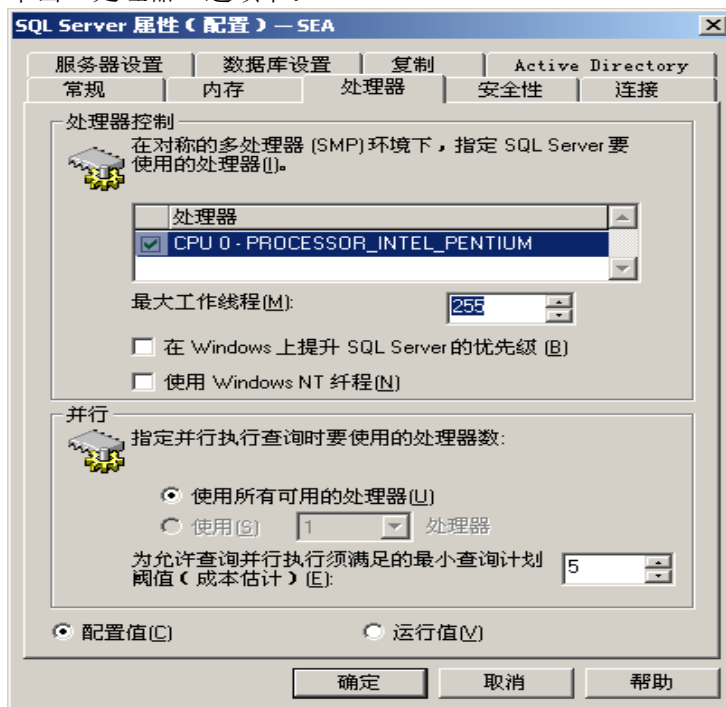 SQL Server 属性（配置）— SEA
服务器设置 数据库设置 复制 Active Directory
常规 内存 处理器 安全性 连接
处理器控制
在对称的多处理器 (SMP)环境下，指定 SQL Server 要
使用的处理器(I)。
处理器
CPU 0 - PROCESSOR_INTEL_PENTIUM
最大工作线程(M): 255
在 Windows 上提升 SQL Server 的优先级 (B)
使用 Windows NT 纤程(N)
并行
指定并行执行查询时要使用的处理器数:
使用所有可用的处理器(U)
使用(S) 1 处理器
为允许查询并行执行须满足的最小查询计划
阈值（成本估计）(E): 5
配置值(C) 运行值(V)
确定 取消 帮助